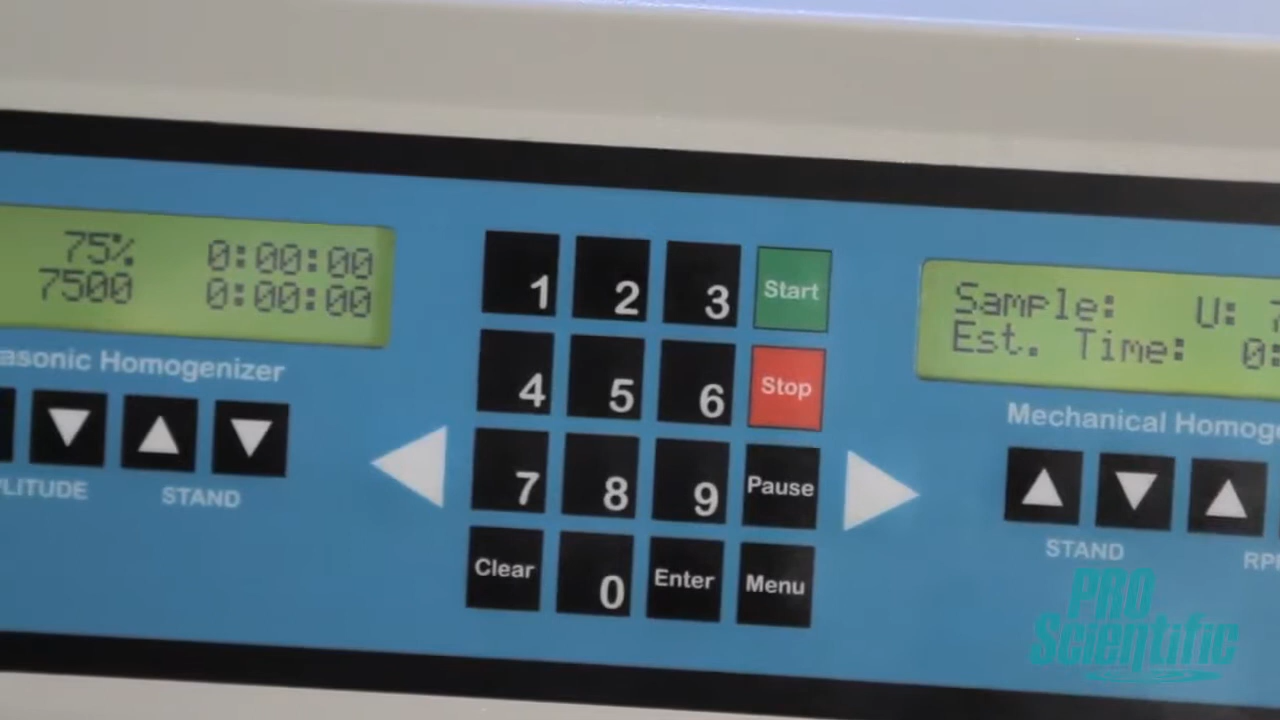 75% 0:00:00
7500 0:00:00
asonic Homogenizer
LITUDE STAND
1 2 3 Start
4 5 6 Stop
7 8 9 Pause
Clear 0 Enter Menu
Sample: U: 7
Est. Time: 0:
Mechanical Homog
STAND RP
PRO
Scientific